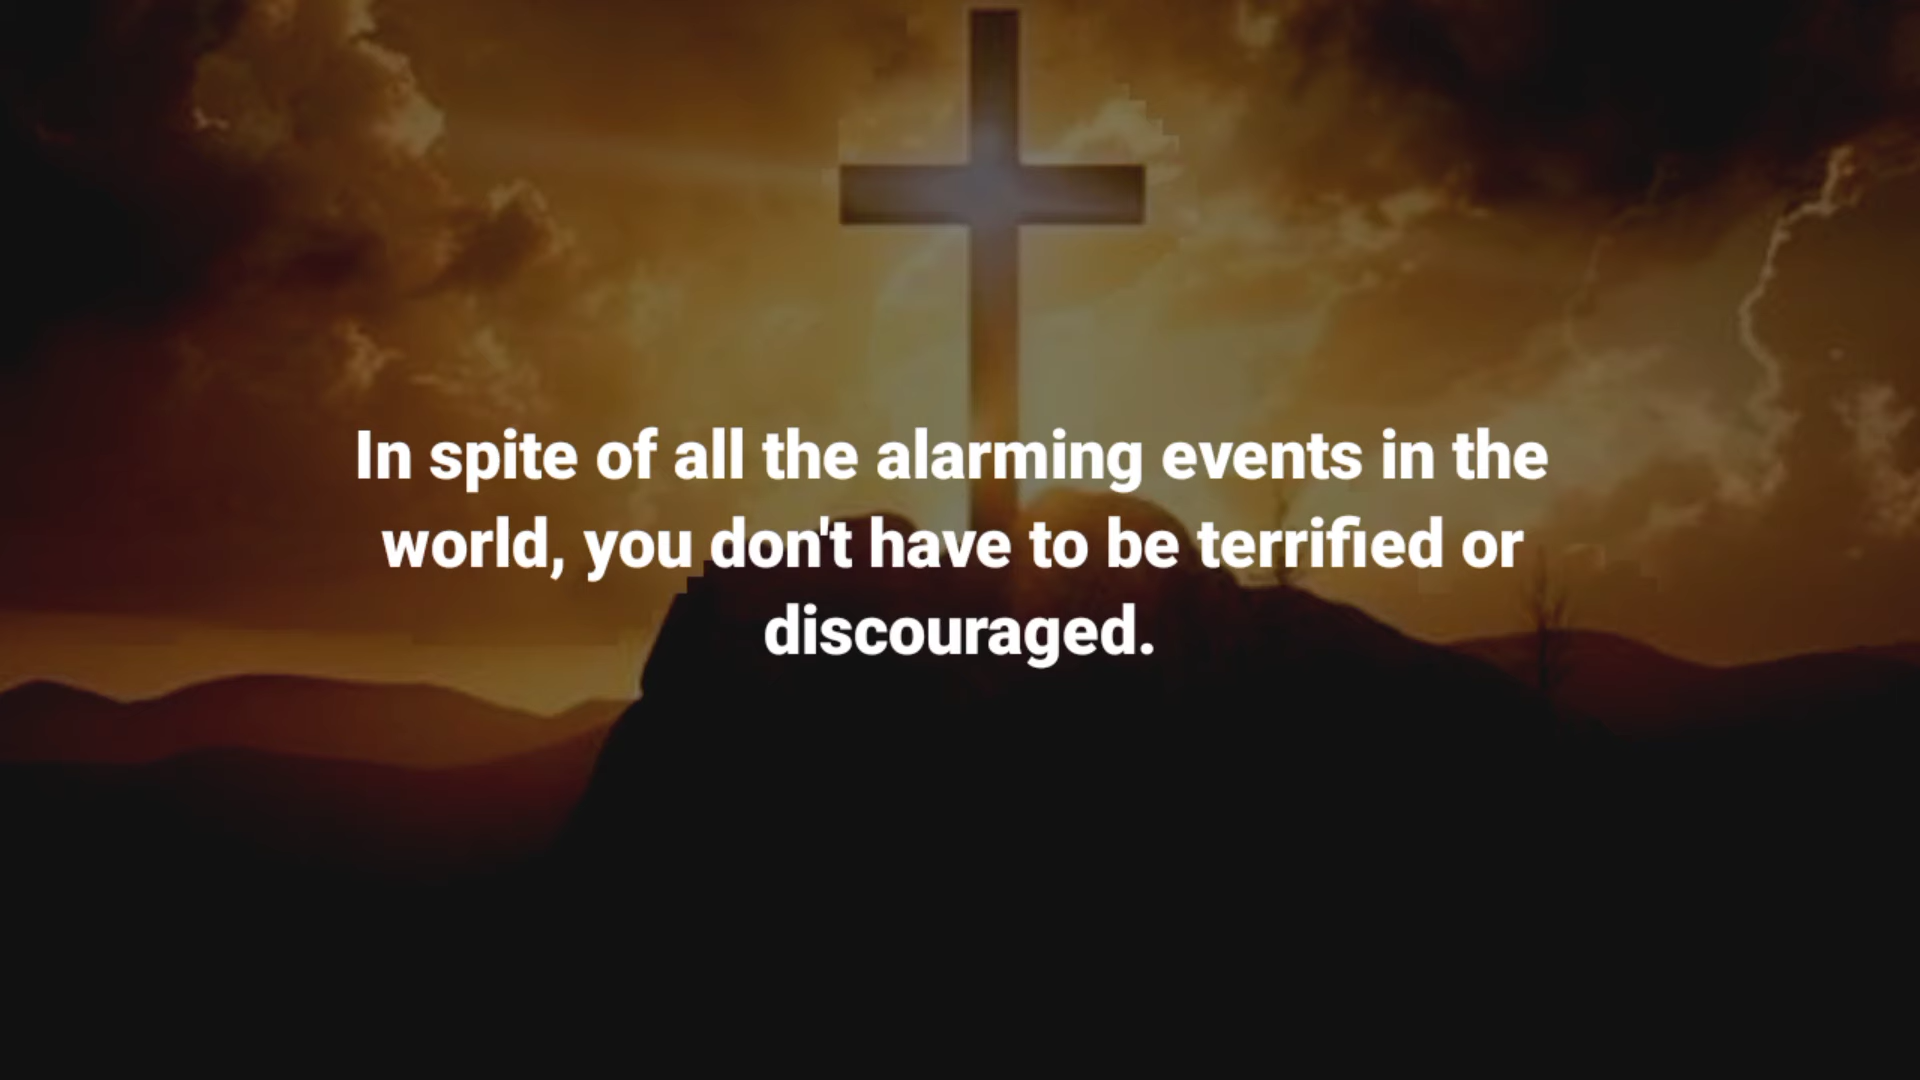 In spite of all the alarming events in the
world, you don't have to be terrified or
discouraged.